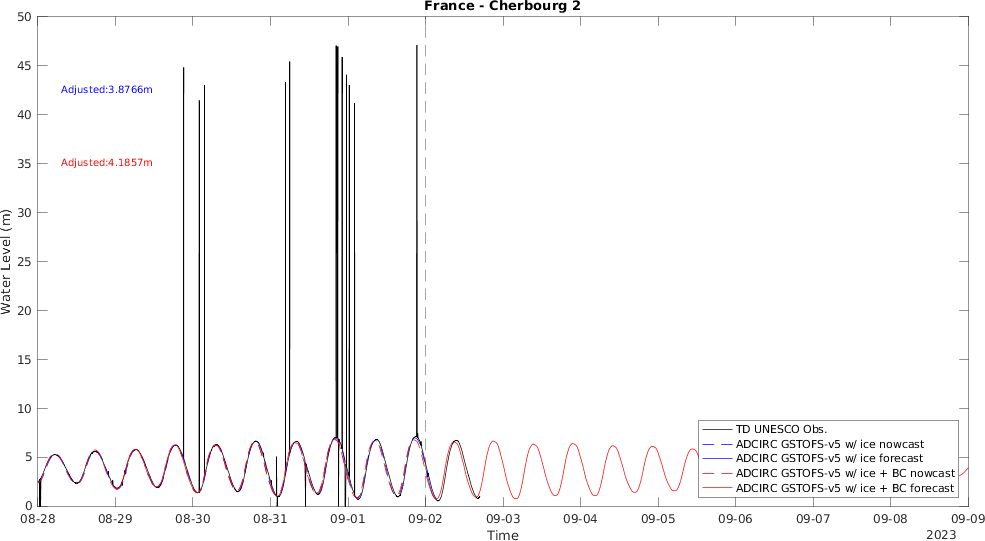 France - Cherbourg 2
50
45
40
35
30
25
20
15
10
5
0
Water Level (m)
Adjusted:3.8766m
Adjusted:4.1857m
TD UNESCO Obs.
ADCIRC GSTOFS-v5 w/ ice nowcast
ADCIRC GSTOFS-v5 w/ ice forecast
ADCIRC GSTOFS-v5 w/ ice + BC nowcast
ADCIRC GSTOFS-v5 w/ ice + BC forecast
08-28 08-29 08-30 08-31 09-01 09-02 09-03 09-04 09-05 09-06 09-07 09-08 09-09
Time
2023